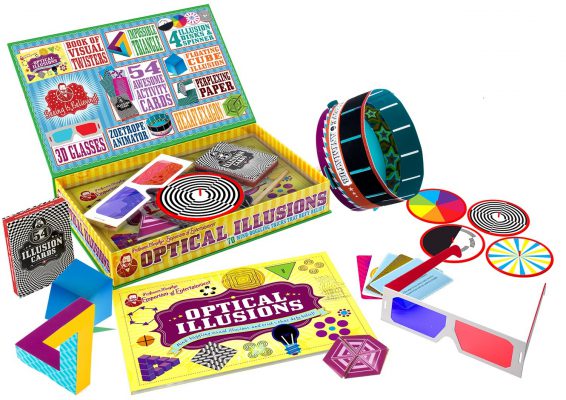 BOOK OF
VISUAL
TWISTERS
IMPOSSIBLE
TRIANGLE
4 ILLUSION
DISKS &
SPINNER
OPTICAL
ILLUSIONS
FLOATING
CUBE
ILLUSION
54
AWESOME
ACTIVITY
CARDS
Seeing is Believing!
PERPLEXING
PAPER
3D GLASSES
ZOETROPE
ANIMATOR
OPTICAL ILLUSIONS
ILLUSION
CARDS
Professor Murphy's
Emporium of Entertainment
OPTICAL
ILLUSIONS